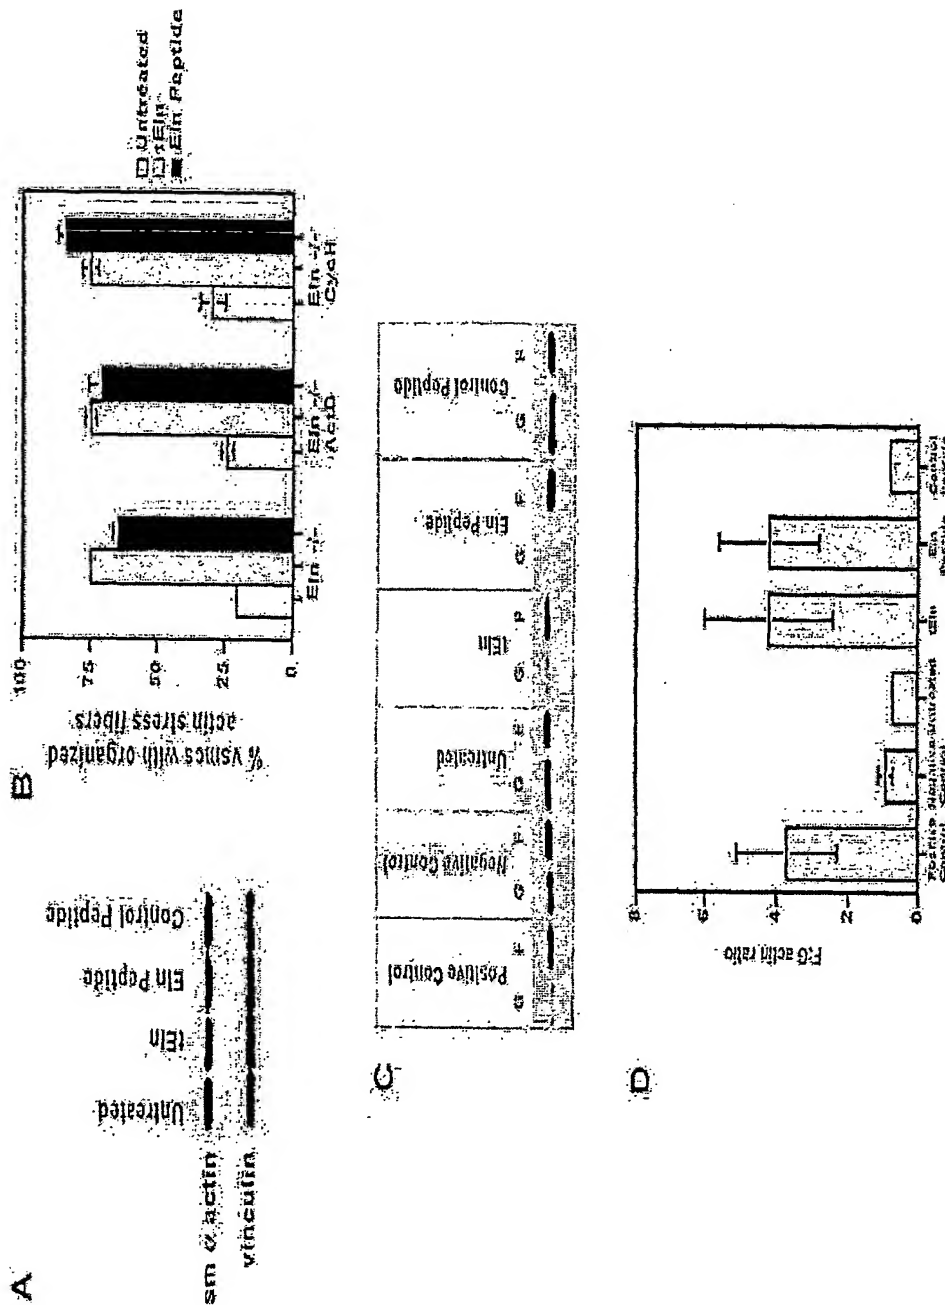 A
Untreated
tEln
Eln Peptide
Control Peptide
sm α actin
vinculin
B
% vsmcs with organized
actin stress fibers
100
75
50
25
0
Eln -/-
Eln -/-
ActD
Eln -/-
CycH
Untreated
tEln
Eln Peptide
C
Positive Control
Negative Control
Untreated
tEln
Eln Peptide
Control Peptide
G F G F G F G F G F G F
D
F:G actin ratio
8
6
4
2
0
Positive
Control
Negative
Control
Untreated
tEln
Eln
Control